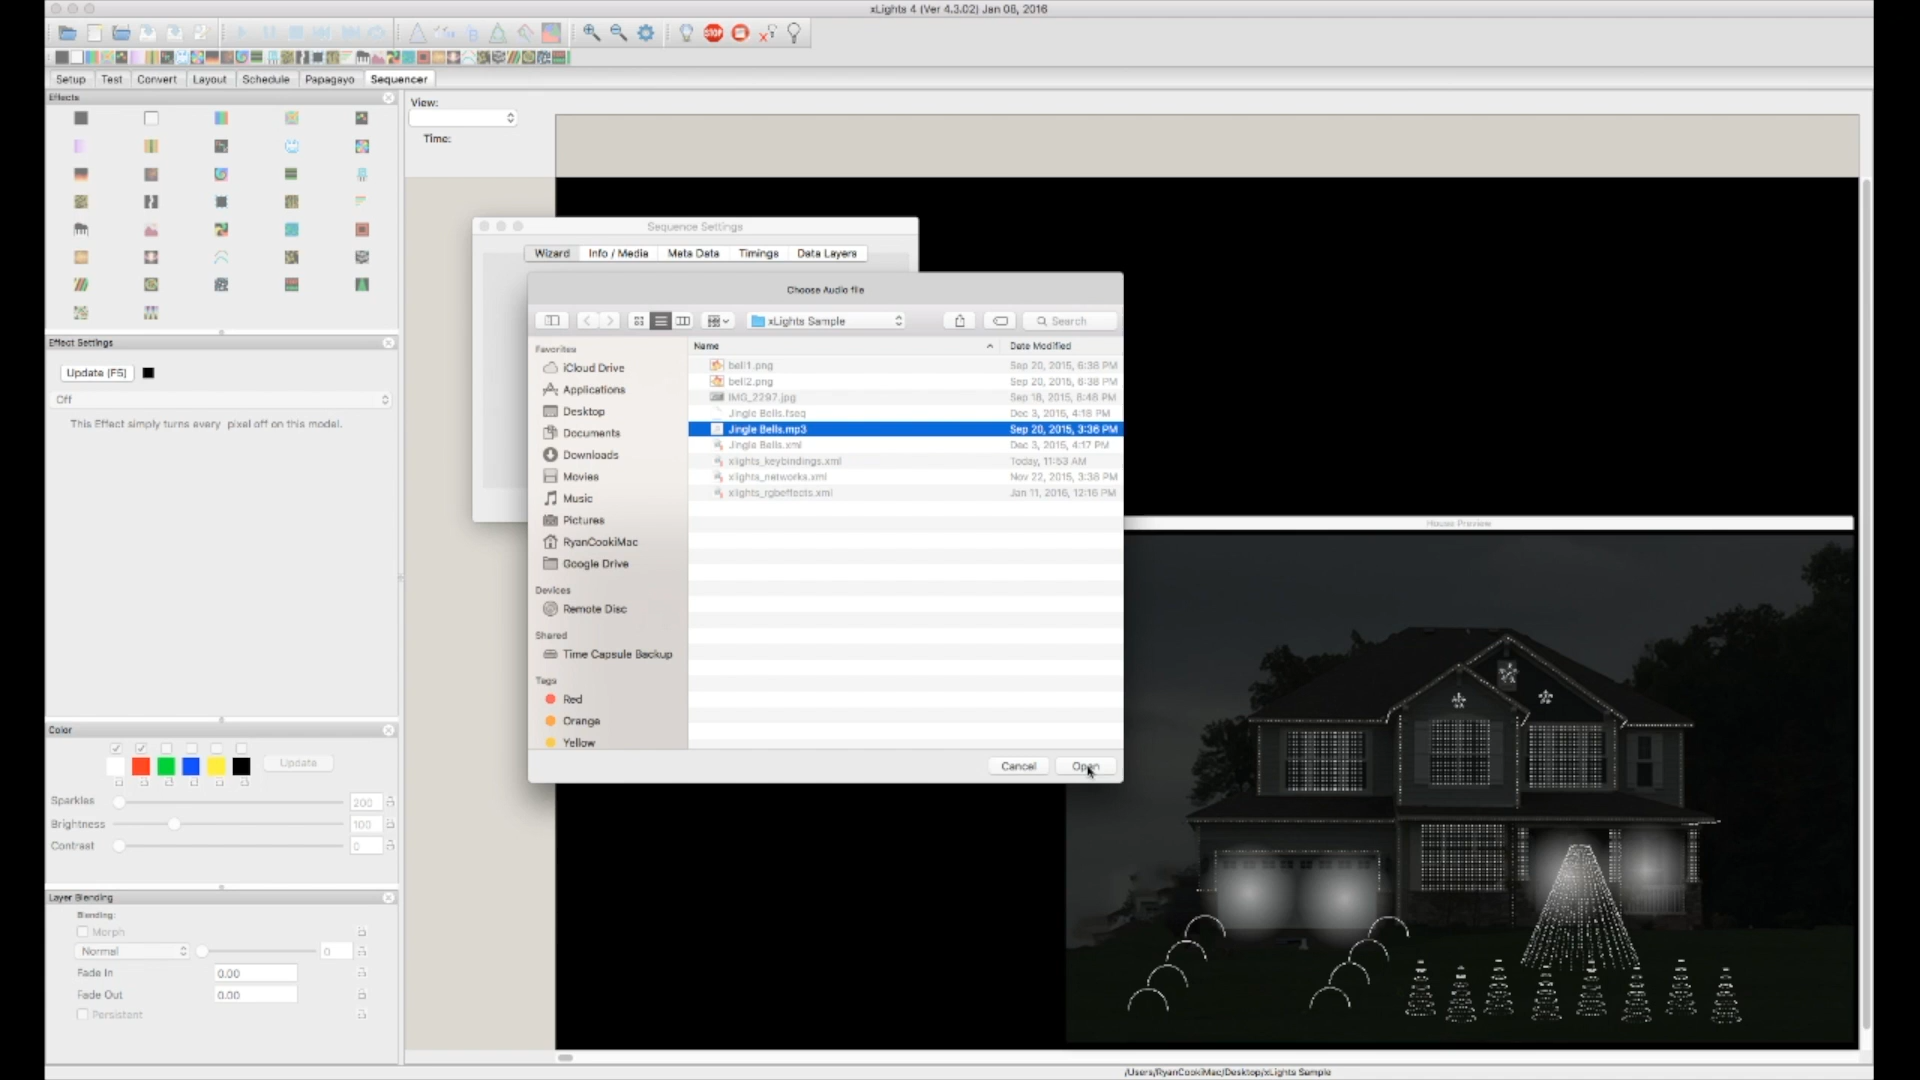 xLights 4 (Ver 4.3.02) Jan 08, 2016
STOP
Setup Test Convert Layout Schedule Papagayo Sequencer
Effects
View:
Time:
Effect Settings
Update (F5)
Off
This Effect simply turns every pixel off on this model.
Color
Update
Sparkles 200
Brightness 100
Contrast 0
Layer Blending
Blending:
Morph
Normal 0
Fade In 0.00
Fade Out 0.00
Persistent
Sequence Settings
Wizard Info / Media Meta Data Timings Data Layers
Choose Audio file
xLights Sample
Search
Favorites
iCloud Drive
Applications
Desktop
Documents
Downloads
Movies
Music
Pictures
RyanCookiMac
Google Drive
Devices
Remote Disc
Shared
Time Capsule Backup
Tags
Red
Orange
Yellow
Name Date Modified
bell1.png Sep 20, 2015, 6:38 PM
bell2.png Sep 20, 2015, 6:38 PM
IMG_2297.jpg Sep 18, 2015, 8:48 PM
Jingle Bells.fseq Dec 3, 2015, 4:18 PM
Jingle Bells.mp3 Sep 20, 2015, 3:36 PM
Jingle Bells.xml Dec 3, 2015, 4:17 PM
xlights_keybindings.xml Today, 11:53 AM
xlights_networks.xml Nov 22, 2015, 3:38 PM
xlights_rgbeffects.xml Jan 11, 2016, 12:16 PM
Cancel Open
House Preview
/Users/RyanCookiMac/Desktop/xLights Sample